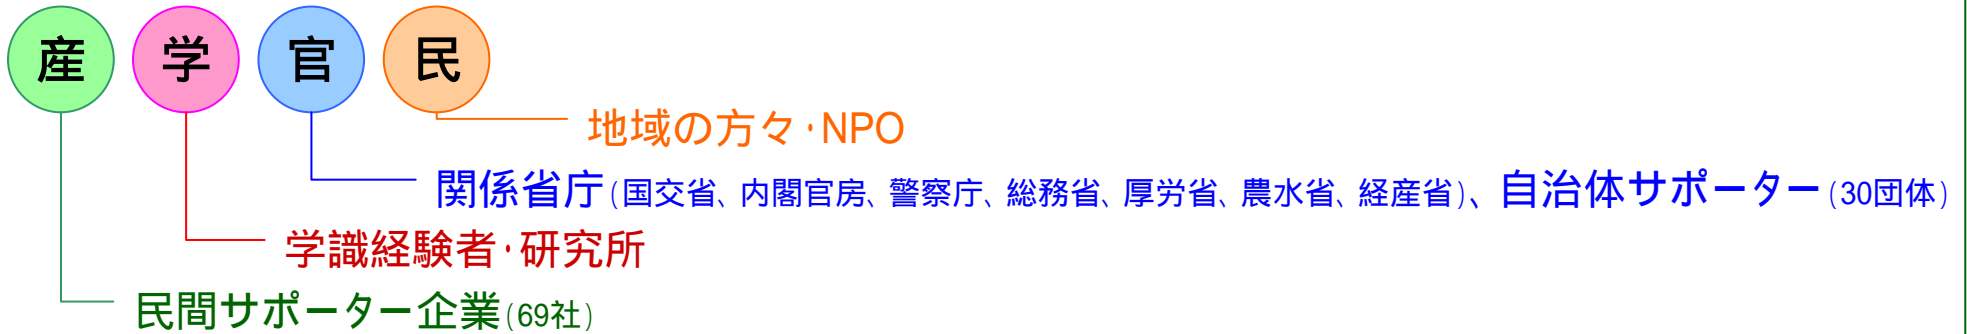 産 学 官 民
地域の方々・NPO
関係省庁(国交省、内閣官房、警察庁、総務省、厚労省、農水省、経産省)、自治体サポーター(30団体)
学識経験者・研究所
民間サポーター企業(69社)